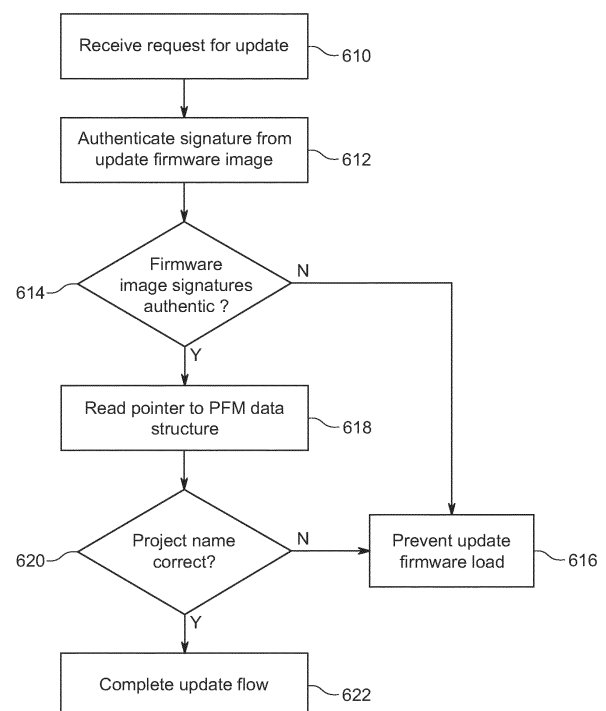 Receive request for update
610
Authenticate signature from
update firmware image
612
Firmware
image signatures
authentic ?
614
N
Y
Read pointer to PFM data
structure
618
Project name
correct?
620
N
Prevent update
firmware load
616
Y
Complete update flow
622